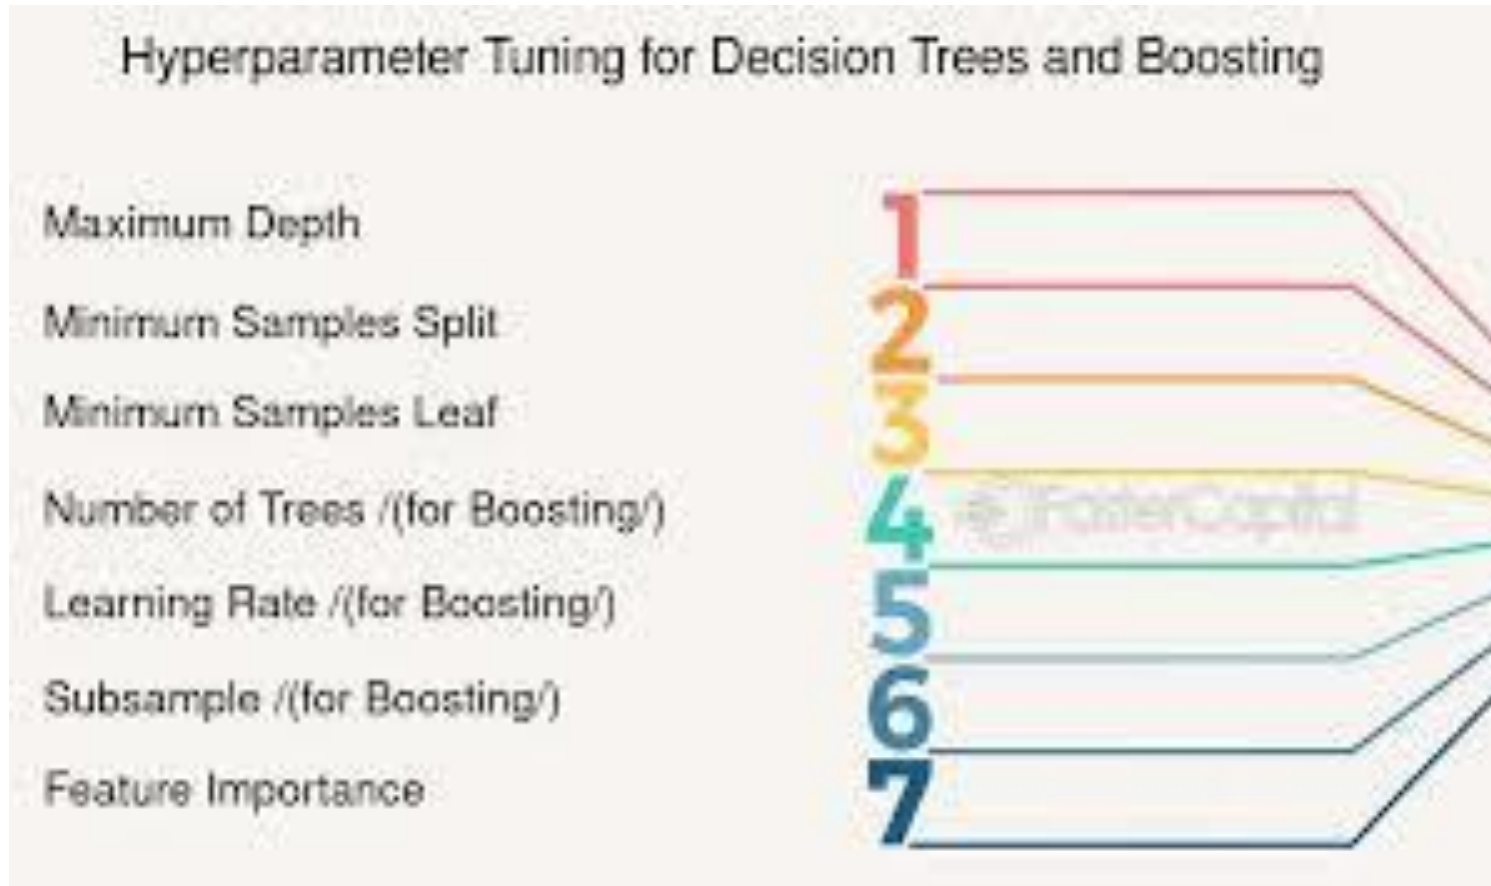 Hyperparameter Tuning for Decision Trees and Boosting
Maximum Depth 1
Minimum Samples Split 2
Minimum Samples Leaf 3
Number of Trees /(for Boosting/) 4
FasterCapital
Learning Rate /(for Boosting/) 5
Subsample /(for Boosting/) 6
Feature Importance 7